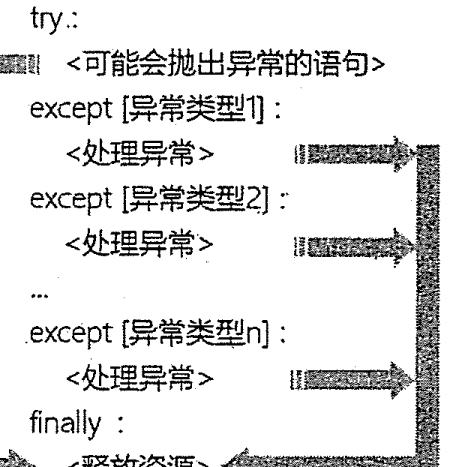 try:
<可能会抛出异常的语句>
except [异常类型1] :
<处理异常>
except [异常类型2] :
<处理异常>
...
except [异常类型n] :
<处理异常>
finally :
<释放资源>